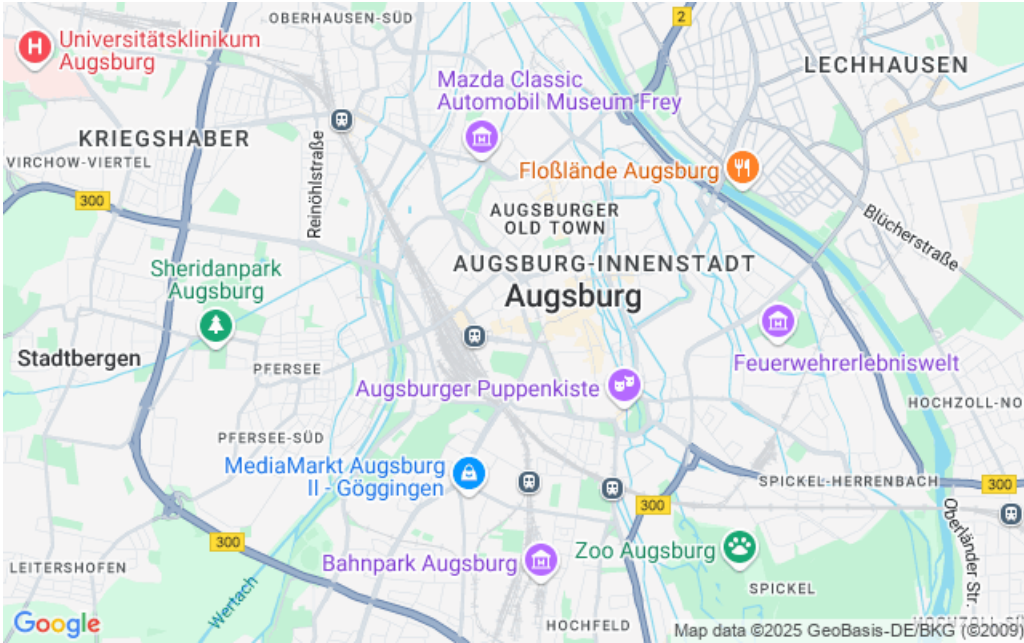 OBERHAUSEN-SÜD
2
Universitätsklinikum
Augsburg
LECHHAUSEN
Mazda Classic
Automobil Museum Frey
KRIEGSHABER
VIRCHOW-VIERTEL
Reinöhlstraße
Floßlände Augsburg
300
AUGSBURGER
OLD TOWN
Blücherstraße
AUGSBURG-INNENSTADT
Sheridanpark
Augsburg
Augsburg
Stadtbergen
PFERSEE
Feuerwehrerlebniswelt
Augsburger Puppenkiste
HOCHZOLL-NO
PFERSEE-SÜD
MediaMarkt Augsburg
II - Göggingen
SPICKEL-HERRENBACH
300
300
Oberländer Str.
300
Zoo Augsburg
Bahnpark Augsburg
LEITERSHOFEN
Wertach
SPICKEL
HOCHFELD
Google
Map data ©2025 GeoBasis-DE/BKG (©2009)